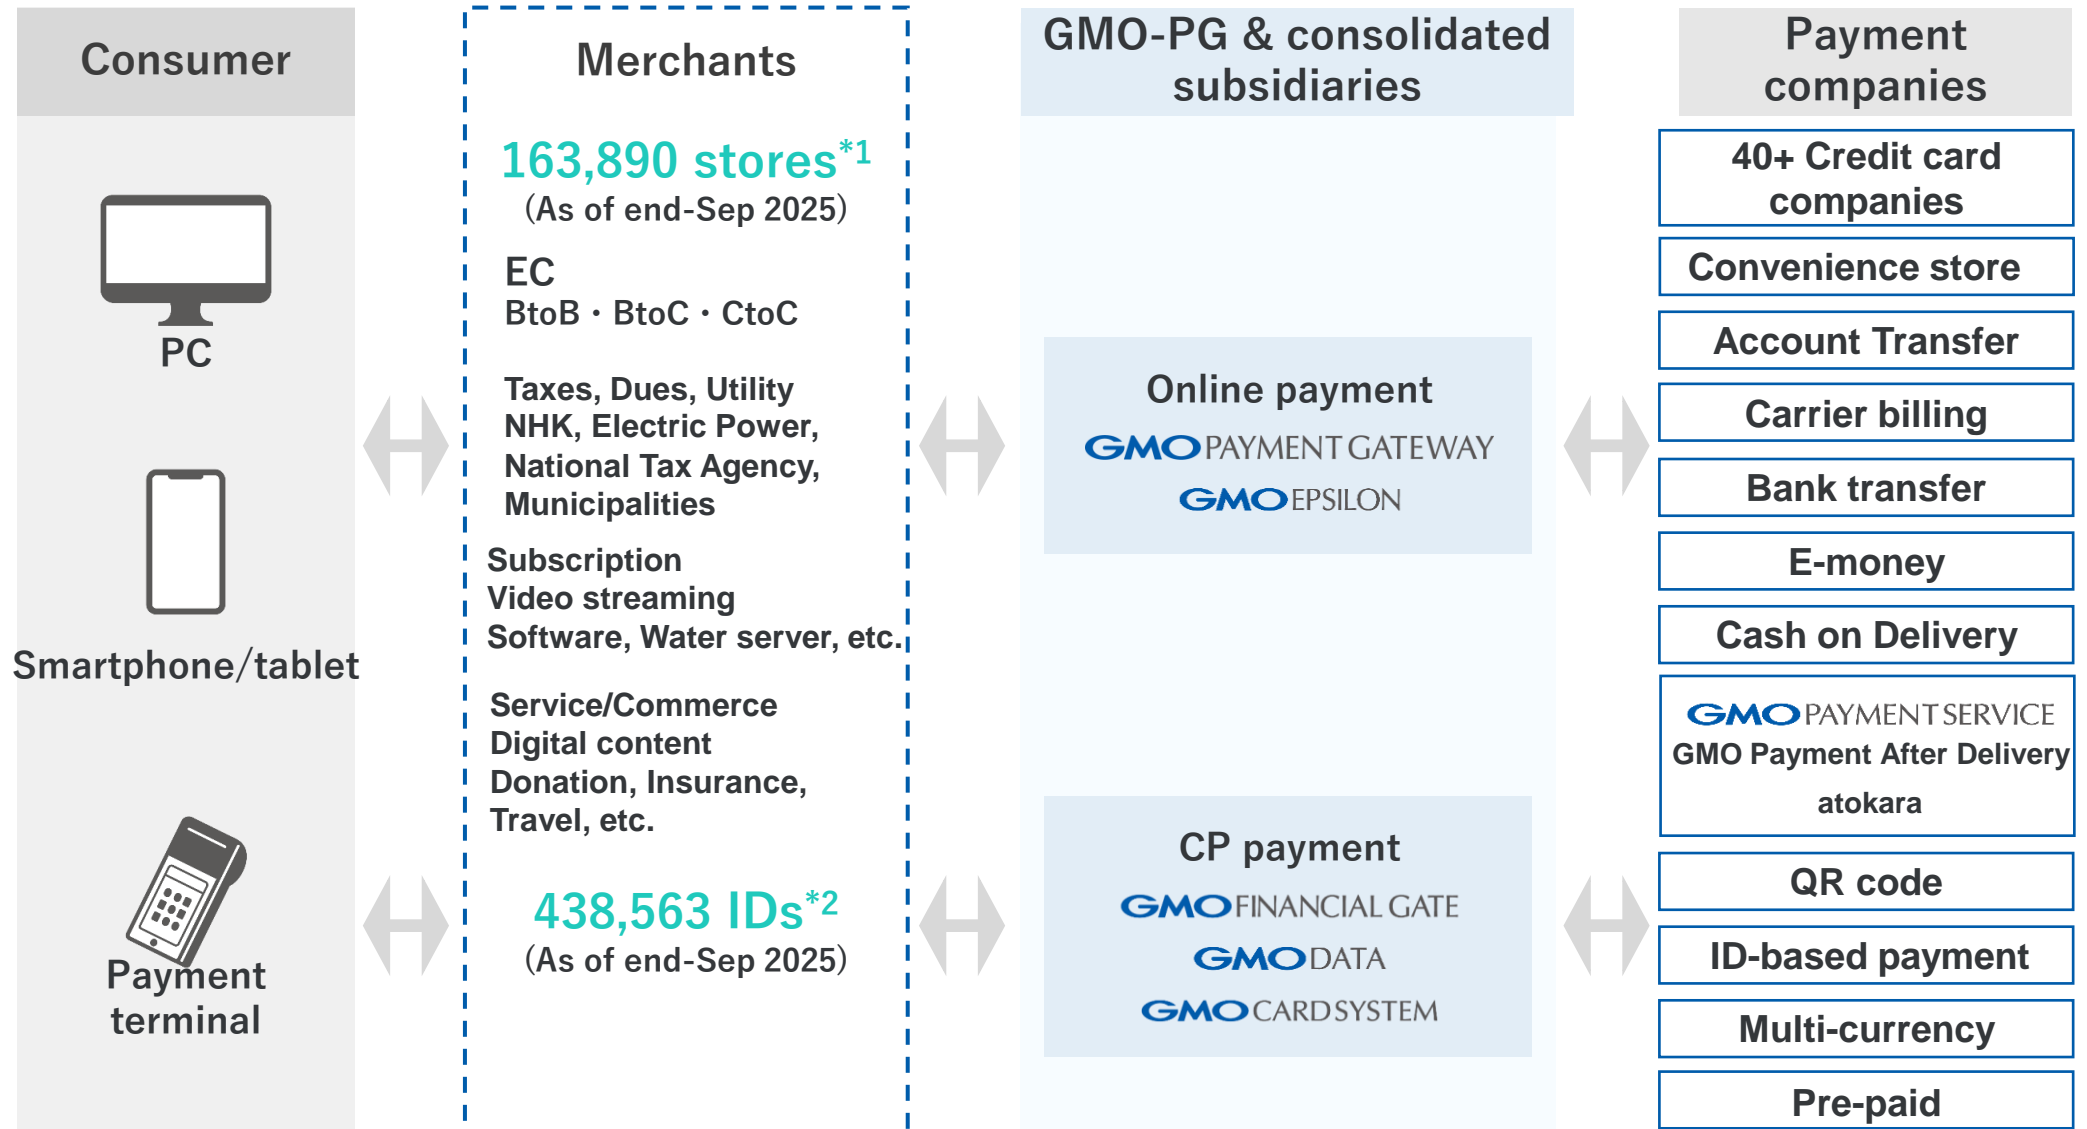 Consumer
PC
Smartphone/tablet
Payment
terminal
Merchants
163,890 stores*1
(As of end-Sep 2025)
EC
BtoB・BtoC・CtoC
Taxes, Dues, Utility
NHK, Electric Power,
National Tax Agency,
Municipalities
Subscription
Video streaming
Software, Water server, etc.
Service/Commerce
Digital content
Donation, Insurance,
Travel, etc.
438,563 IDs*2
(As of end-Sep 2025)
GMO-PG & consolidated
subsidiaries
Online payment
GMO PAYMENT GATEWAY
GMO EPSILON
CP payment
GMO FINANCIAL GATE
GMO DATA
GMO CARD SYSTEM
Payment
companies
40+ Credit card
companies
Convenience store
Account Transfer
Carrier billing
Bank transfer
E-money
Cash on Delivery
GMO PAYMENT SERVICE
GMO Payment After Delivery
atokara
QR code
ID-based payment
Multi-currency
Pre-paid